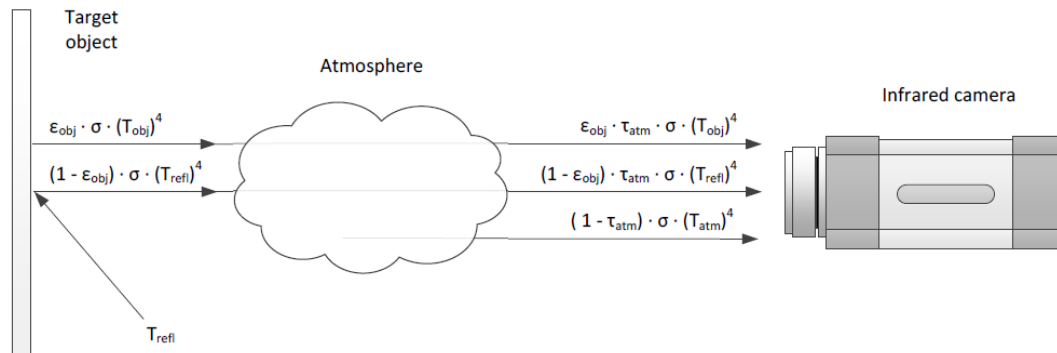 Target
object
Atmosphere
Infrared camera
ε_obj · σ · (T_obj)^4
ε_obj · τ_atm · σ · (T_obj)^4
(1 - ε_obj) · σ · (T_refl)^4
(1 - ε_obj) · τ_atm · σ · (T_refl)^4
( 1 - τ_atm) · σ · (T_atm)^4
T_refl